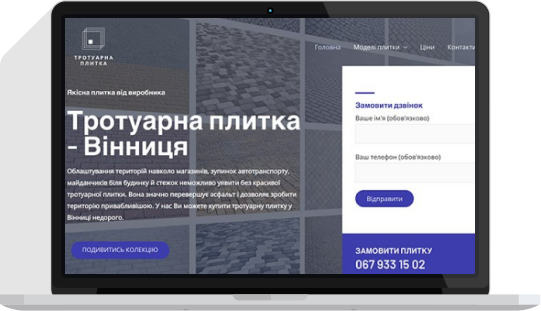 ТРОТУАРНА
ПЛИТКА
Головна Моделі плитки Ціни Контакти
Якісна плитка від виробника
Тротуарна плитка
- Вінниця
Облаштування територій навколо магазинів, зупинок автотранспорту,
майданчиків біля будинку й стежок неможливо уявити без красивої
тротуарної плитки. Вона значно перевершує асфальт і дозволяє зробити
територію привабливішою. У нас Ви можете купити тротуарну плитку у
Вінниці недорого.
ПОДИВИТИСЬ КОЛЕКЦІЮ
Замовити дзвінок
Ваше ім'я (обов'язково)
Ваш телефон (обов'язково)
Відправити
ЗАМОВИТИ ПЛИТКУ
067 933 15 02